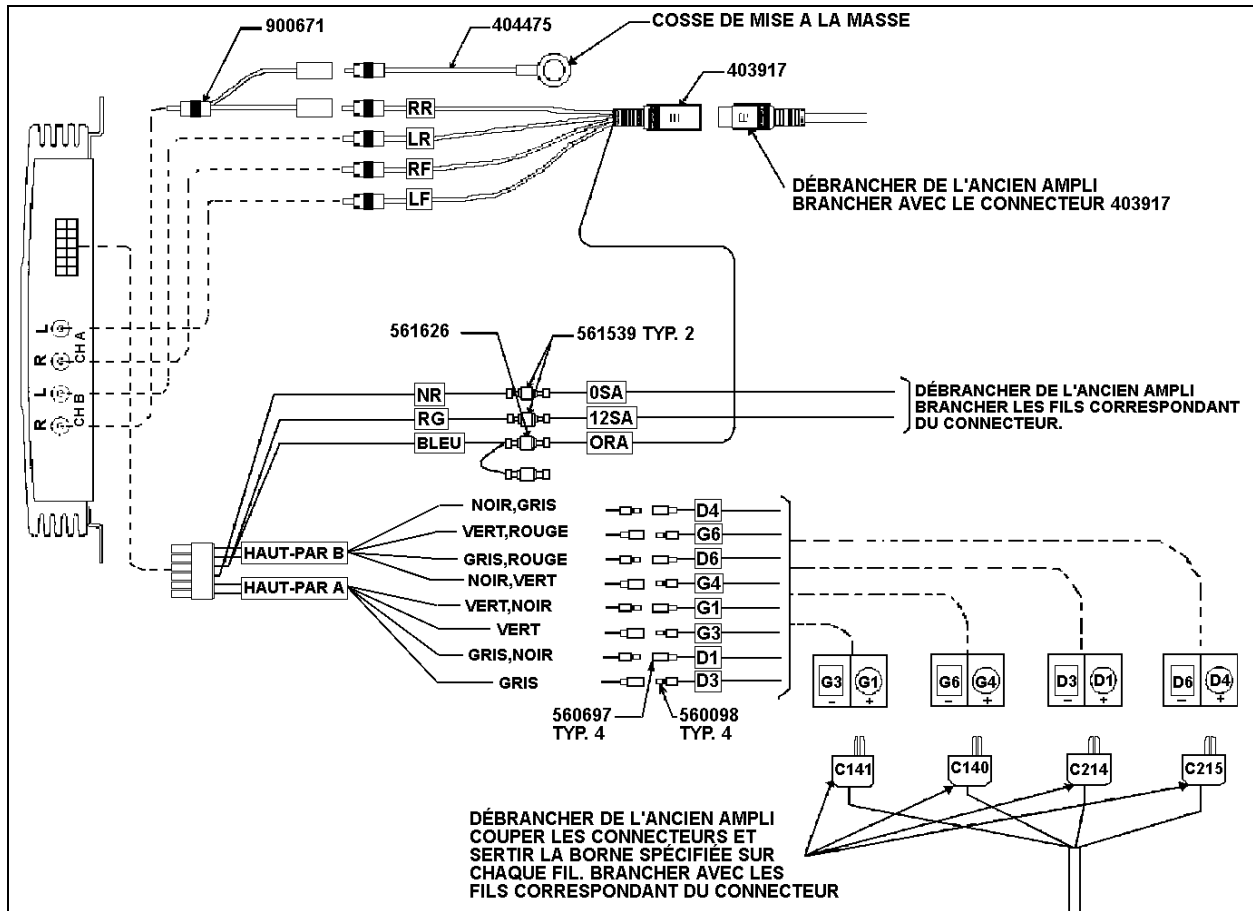 900671
404475
COSSE DE MISE A LA MASSE
403917
RR
LR
RF
LF
DÉBRANCHER DE L'ANCIEN AMPLI
BRANCHER AVEC LE CONNECTEUR 403917
L
R
CH A
L
R
CH B
561626
561539 TYP. 2
NR
0SA
RG
12SA
BLEU
ORA
DÉBRANCHER DE L'ANCIEN AMPLI
BRANCHER LES FILS CORRESPONDANT
DU CONNECTEUR.
HAUT-PAR B
HAUT-PAR A
NOIR,GRIS
D4
VERT,ROUGE
G6
GRIS,ROUGE
D6
NOIR,VERT
G4
VERT,NOIR
G1
VERT
G3
GRIS,NOIR
D1
GRIS
D3
560697
TYP. 4
560098
TYP. 4
G3 G1
- +
G6 G4
- +
D3 D1
- +
D6 D4
- +
C141
C140
C214
C215
DÉBRANCHER DE L'ANCIEN AMPLI
COUPER LES CONNECTEURS ET
SERTIR LA BORNE SPÉCIFIÉE SUR
CHAQUE FIL. BRANCHER AVEC LES
FILS CORRESPONDANT DU CONNECTEUR